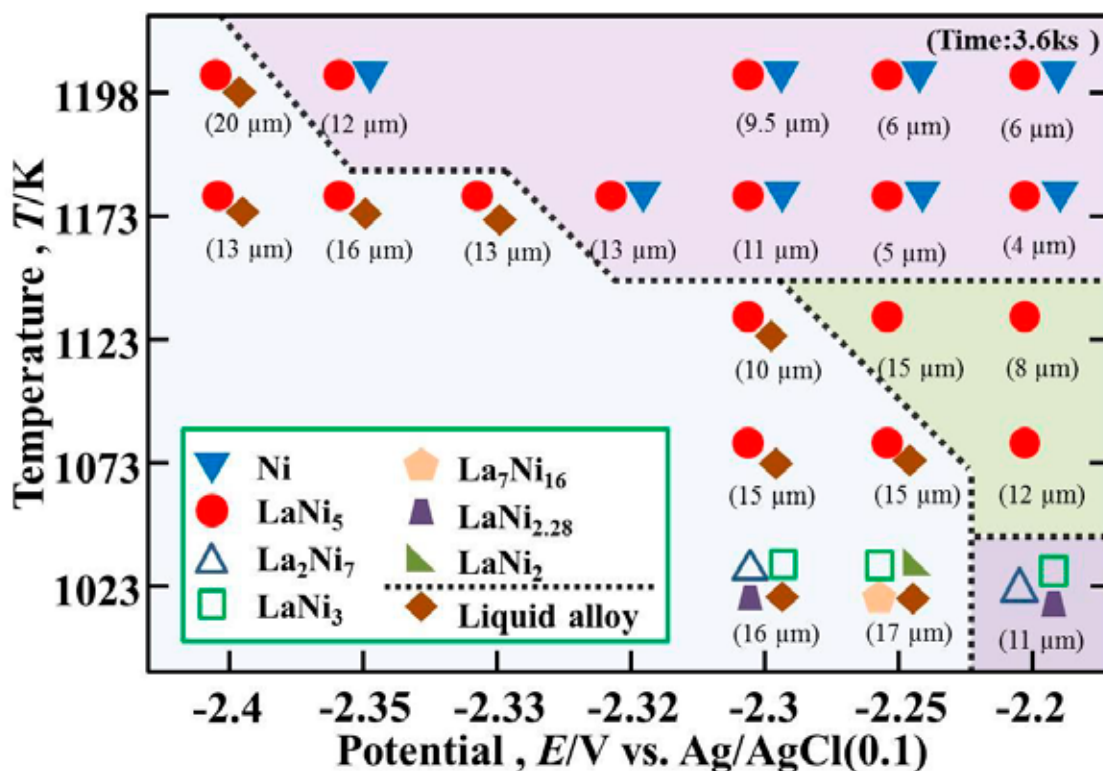 (Time:3.6ks)
1198
(20 µm) (12 µm) (9.5 µm) (6 µm) (6 µm)
1173
(13 µm) (16 µm) (13 µm) (13 µm) (11 µm) (5 µm) (4 µm)
1123
(10 µm) (15 µm) (8 µm)
1073
(15 µm) (15 µm) (12 µm)
1023
(16 µm) (17 µm) (11 µm)
Temperature , T/K
Ni
LaNi5
La2Ni7
LaNi3
La7Ni16
LaNi2.28
LaNi2
Liquid alloy
-2.4 -2.35 -2.33 -2.32 -2.3 -2.25 -2.2
Potential , E/V vs. Ag/AgCl(0.1)